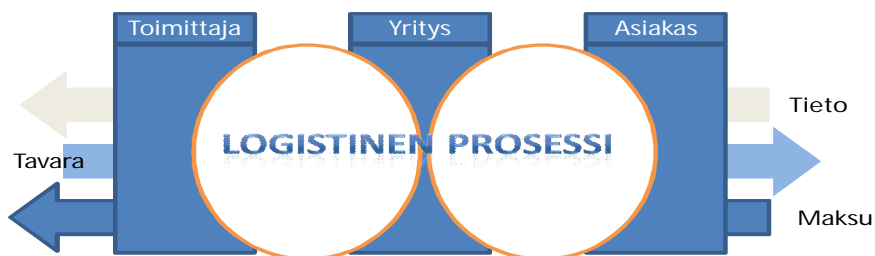 Toimittaja
Yritys
Asiakas
Tieto
LOGISTINEN PROSESSI
Tavara
Maksu